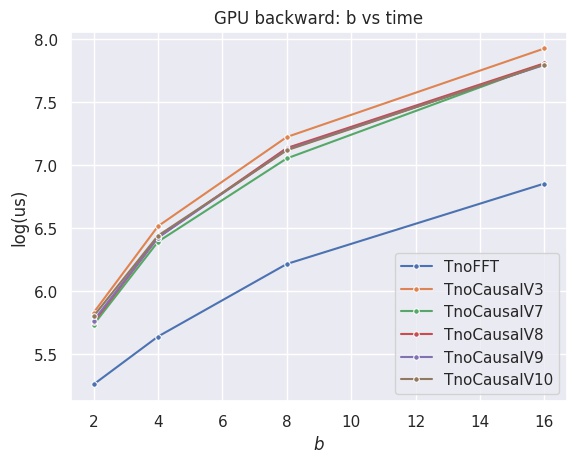 GPU backward: b vs time
log(us)
8.0
7.5
7.0
6.5
6.0
5.5
2
4
6
8
10
12
14
16
b
TnoFFT
TnoCausalV3
TnoCausalV7
TnoCausalV8
TnoCausalV9
TnoCausalV10